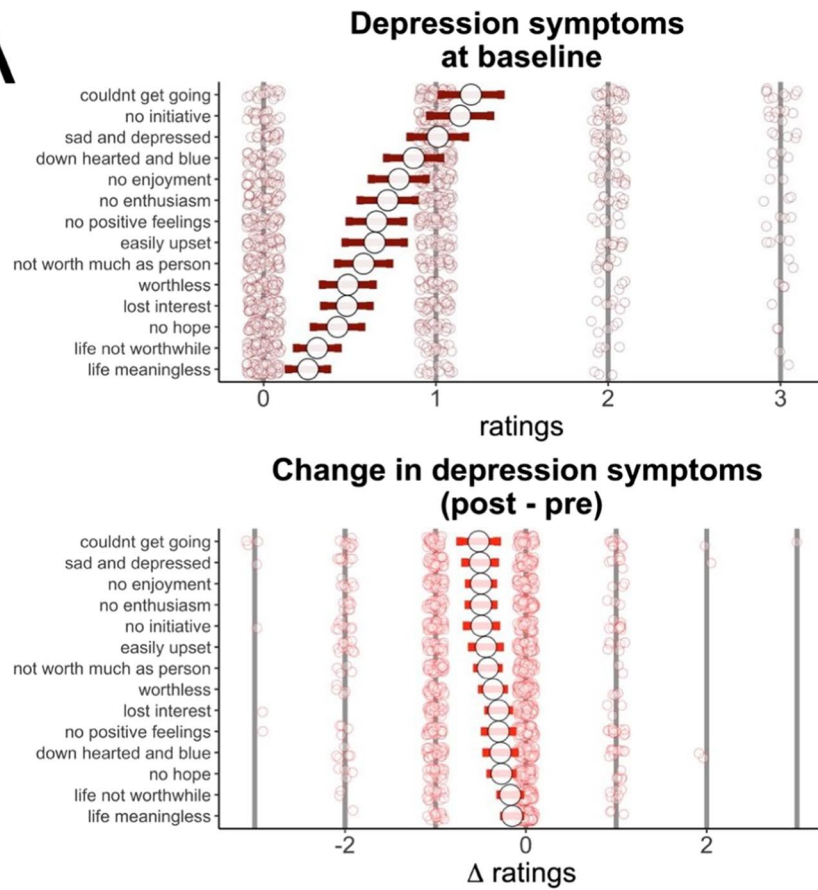 A
Depression symptoms
at baseline
couldnt get going
no initiative
sad and depressed
down hearted and blue
no enjoyment
no enthusiasm
no positive feelings
easily upset
not worth much as person
worthless
lost interest
no hope
life not worthwhile
life meaningless
0 1 2 3
ratings
Change in depression symptoms
(post - pre)
couldnt get going
sad and depressed
no enjoyment
no enthusiasm
no initiative
easily upset
not worth much as person
worthless
lost interest
no positive feelings
down hearted and blue
no hope
life not worthwhile
life meaningless
-2 0 2
Δ ratings